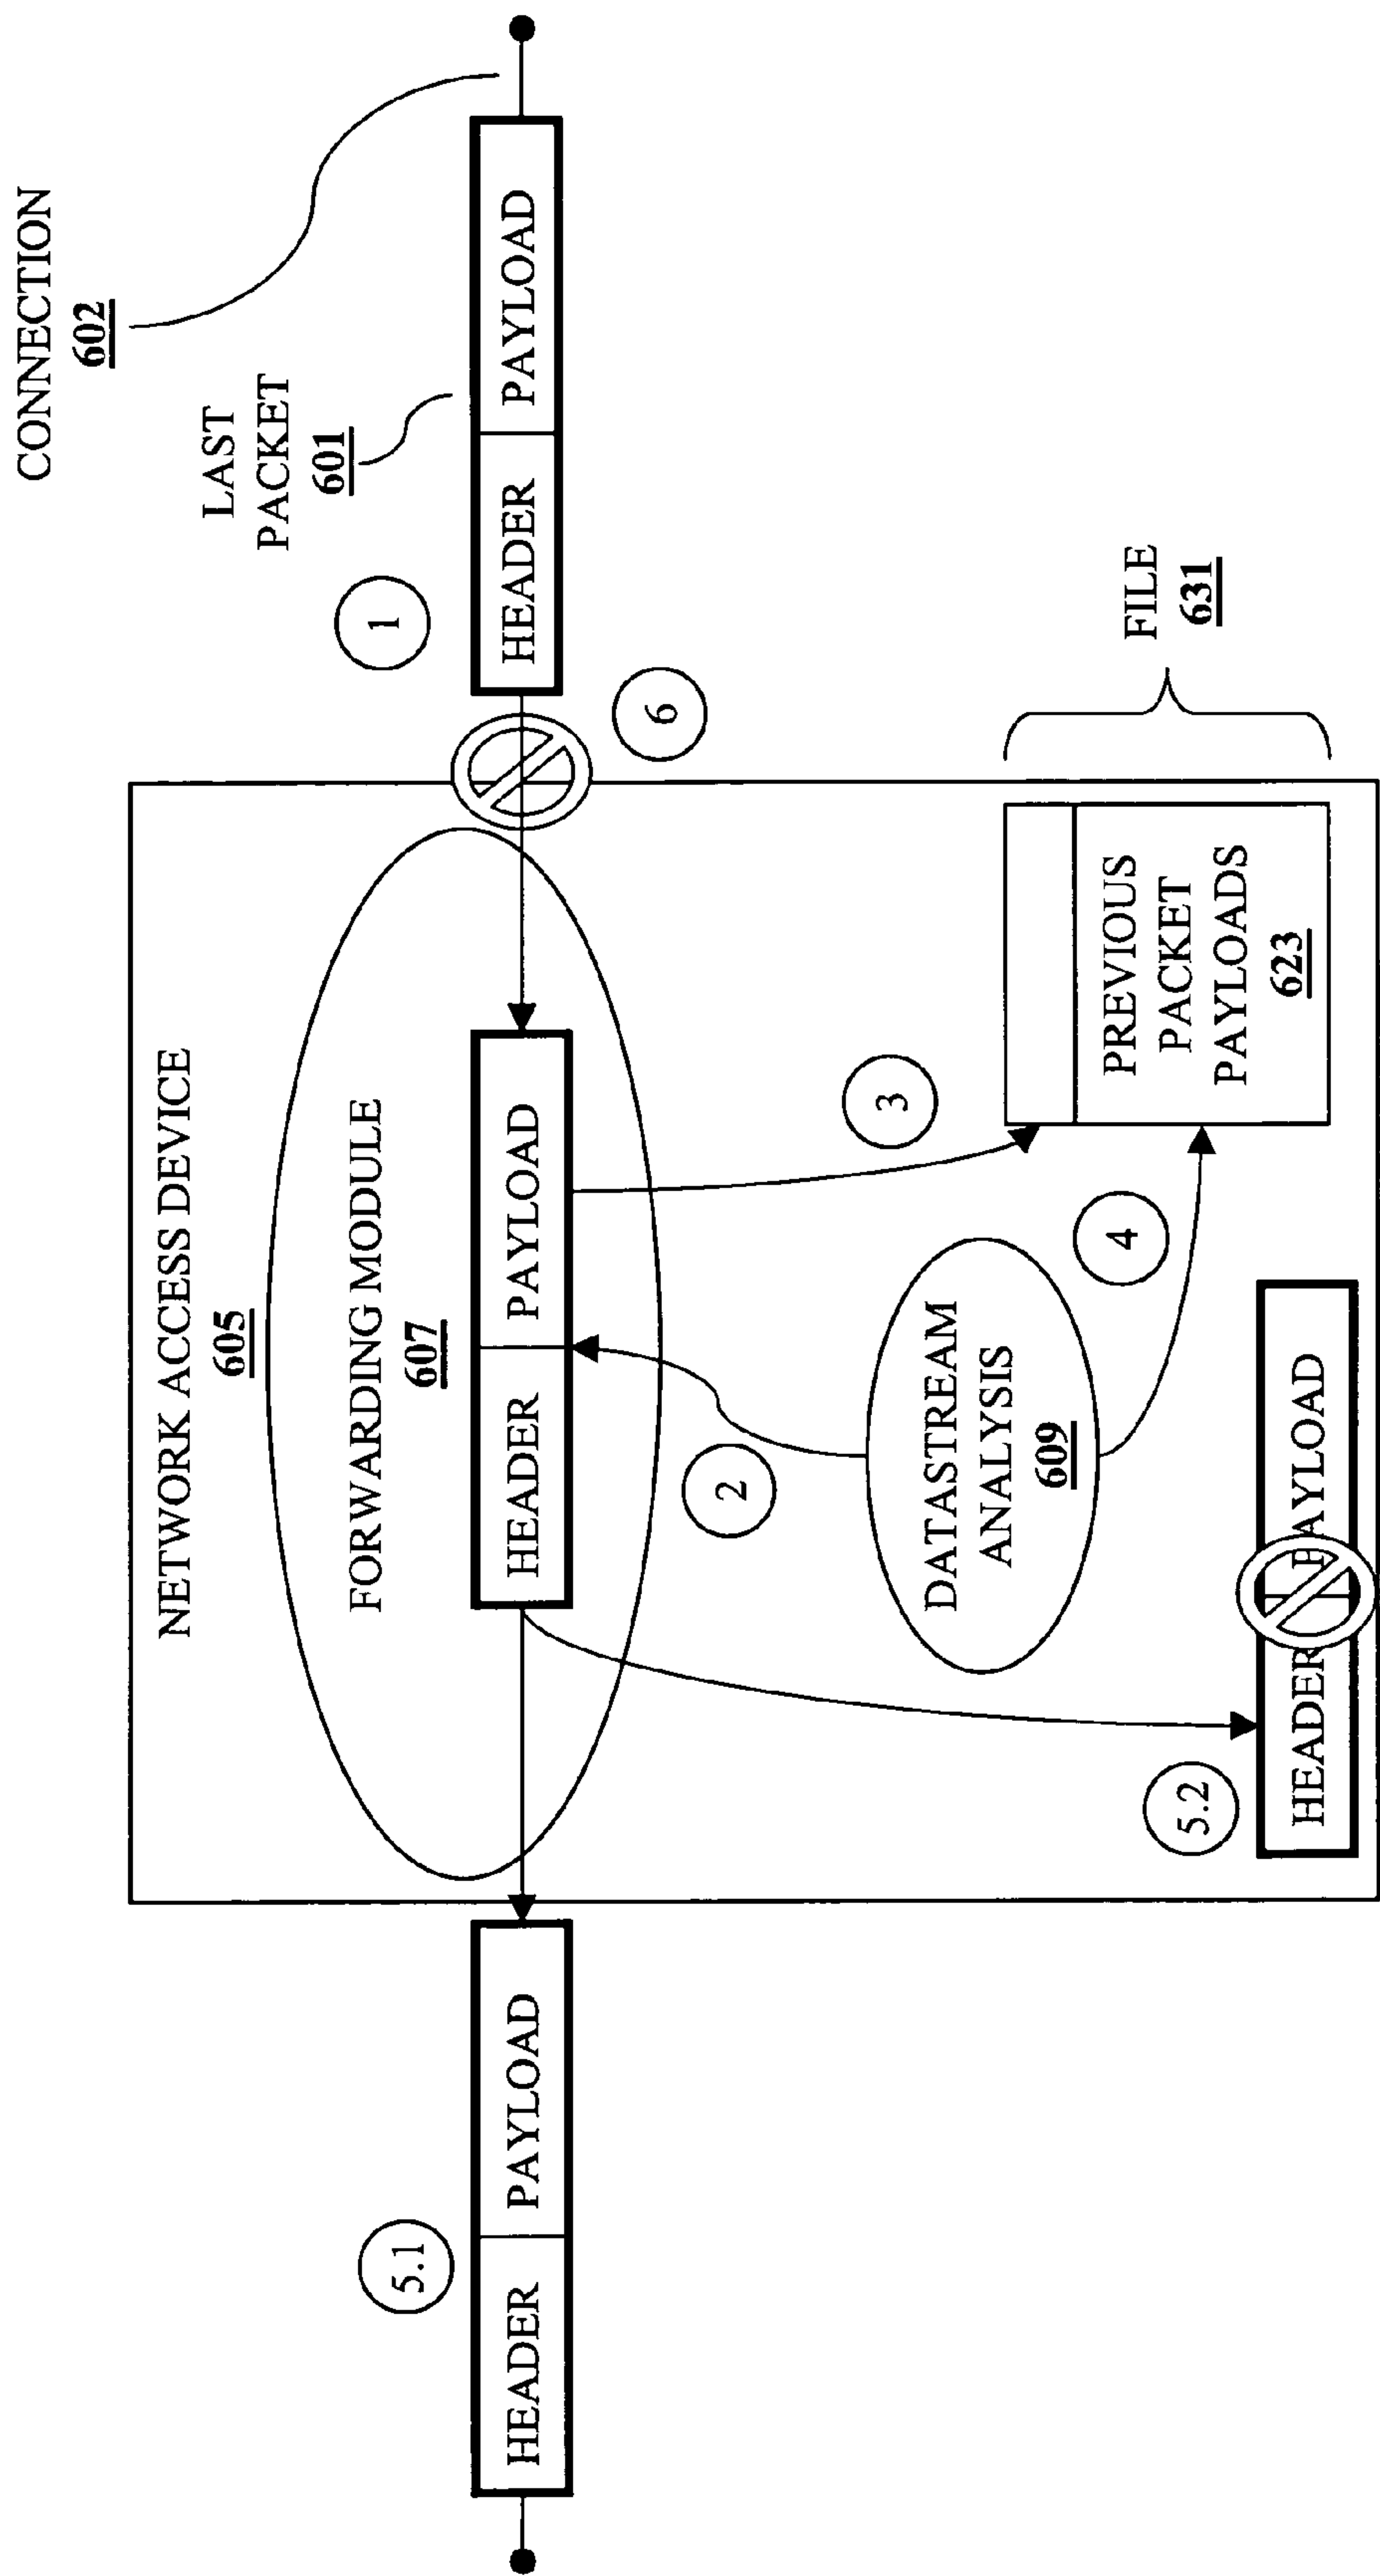 CONNECTION
602
LAST
PACKET
601
1
HEADER
PAYLOAD
6
NETWORK ACCESS DEVICE
605
FORWARDING MODULE
607
HEADER
PAYLOAD
2
3
DATASTREAM
ANALYSIS
609
4
PREVIOUS
PACKET
PAYLOADS
623
FILE
631
5.1
HEADER
PAYLOAD
5.2
HEADER
PAYLOAD